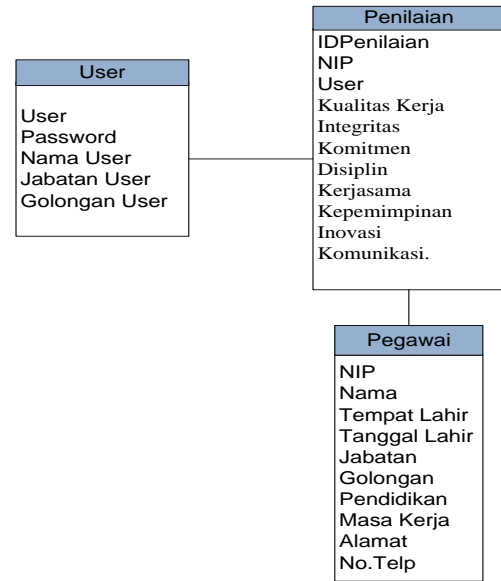 User
User
Password
Nama User
Jabatan User
Golongan User
Penilaian
IDPenilaian
NIP
User
Kualitas Kerja
Integritas
Komitmen
Disiplin
Kerjasama
Kepemimpinan
Inovasi
Komunikasi.
Pegawai
NIP
Nama
Tempat Lahir
Tanggal Lahir
Jabatan
Golongan
Pendidikan
Masa Kerja
Alamat
No.Telp